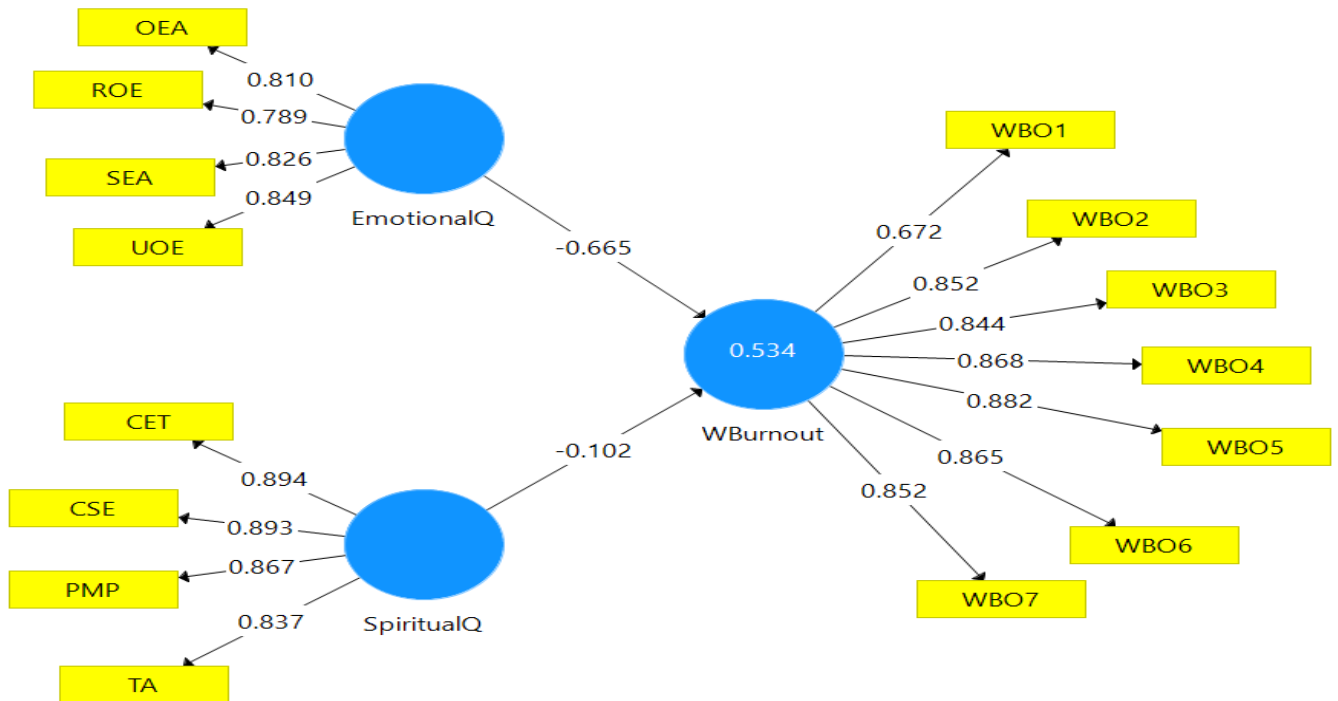 OEA
0.810
ROE
0.789
SEA
0.826
UOE
0.849
EmotionalQ
-0.665
CET
0.894
CSE
0.893
PMP
0.867
TA
0.837
SpiritualQ
-0.102
0.534
WBurnout
WBO1
0.672
WBO2
0.852
WBO3
0.844
WBO4
0.868
WBO5
0.882
WBO6
0.865
WBO7
0.852